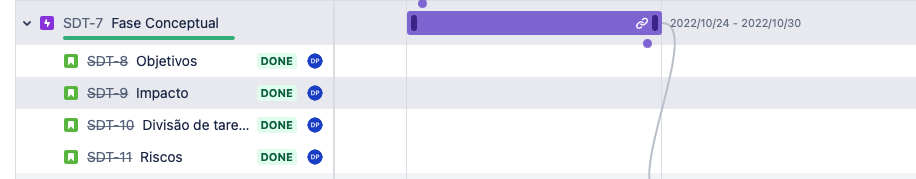 SDT-7 Fase Conceptual 2022/10/24 - 2022/10/30
SDT-8 Objetivos DONE DP
SDT-9 Impacto DONE DP
SDT-10 Divisão de tare... DONE DP
SDT-11 Riscos DONE DP